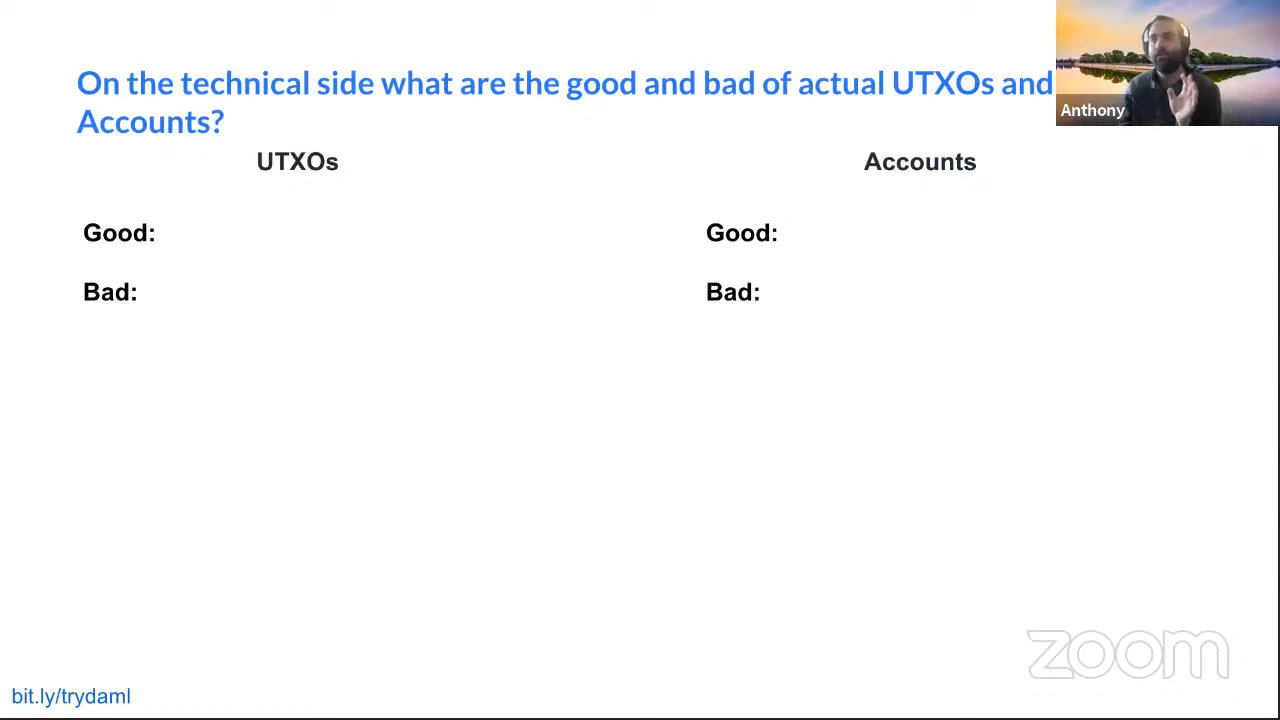 On the technical side what are the good and bad of actual UTXOs and
Accounts?
Anthony
UTXOs
Accounts
Good:
Good:
Bad:
Bad:
zoom
bit.ly/trydaml